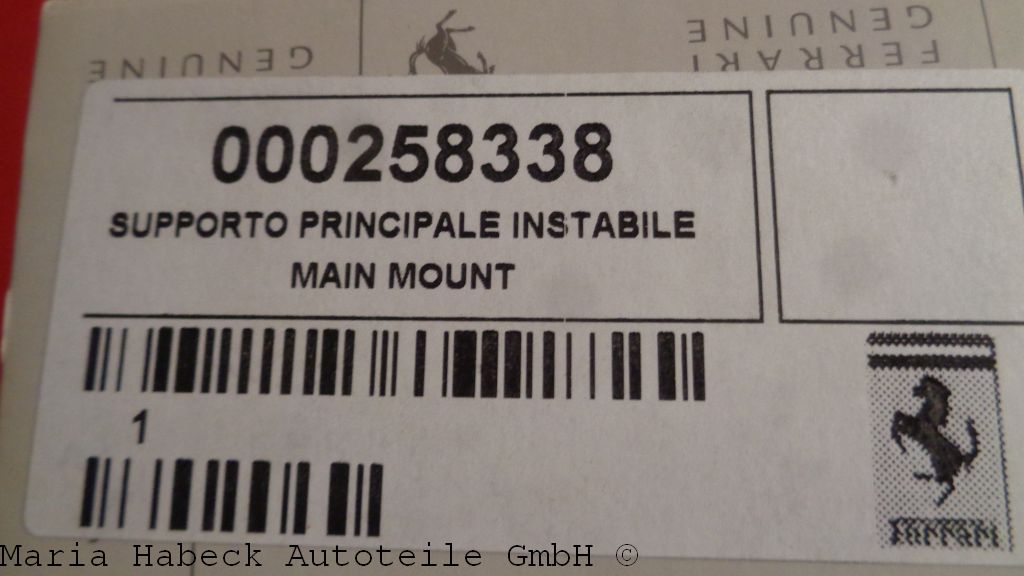 GENUINE
GENUINE
FERRARI
000258338
SUPPORTO PRINCIPALE INSTABILE
MAIN MOUNT
1
Ferrari
Maria Habeck Autoteile GmbH ©